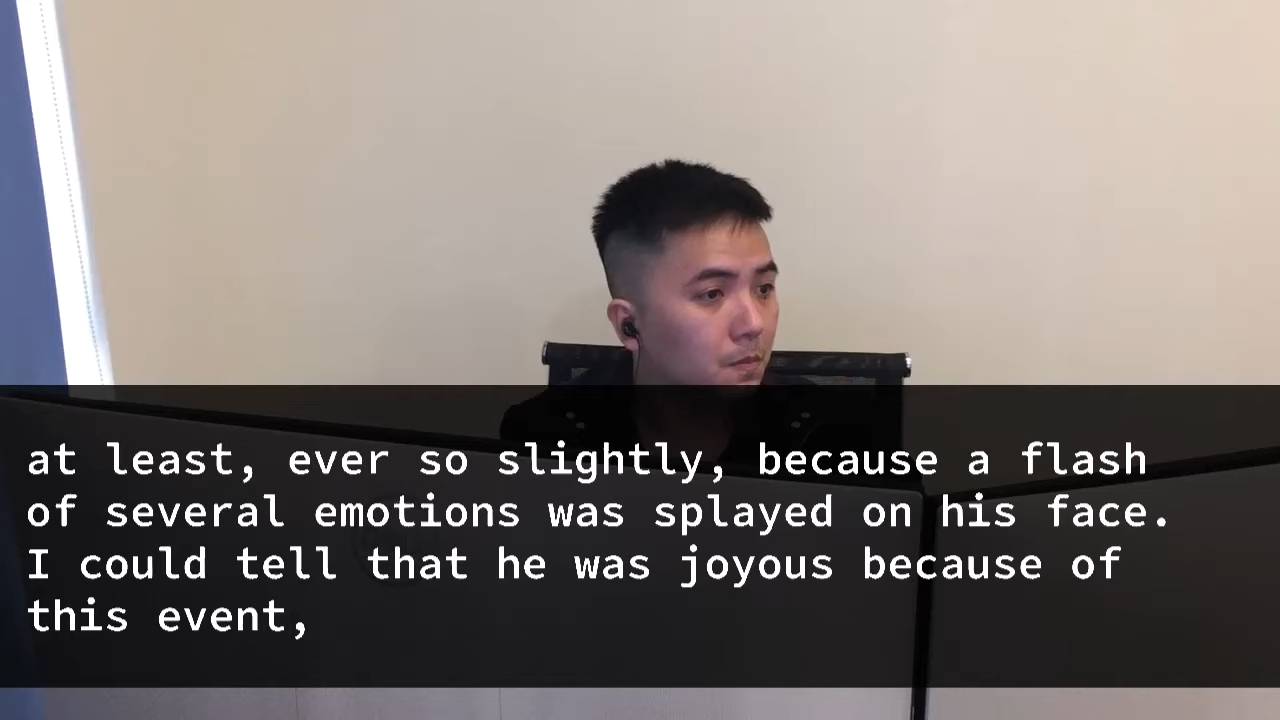 at least, ever so slightly, because a flash
of several emotions was splayed on his face.
I could tell that he was joyous because of
this event,